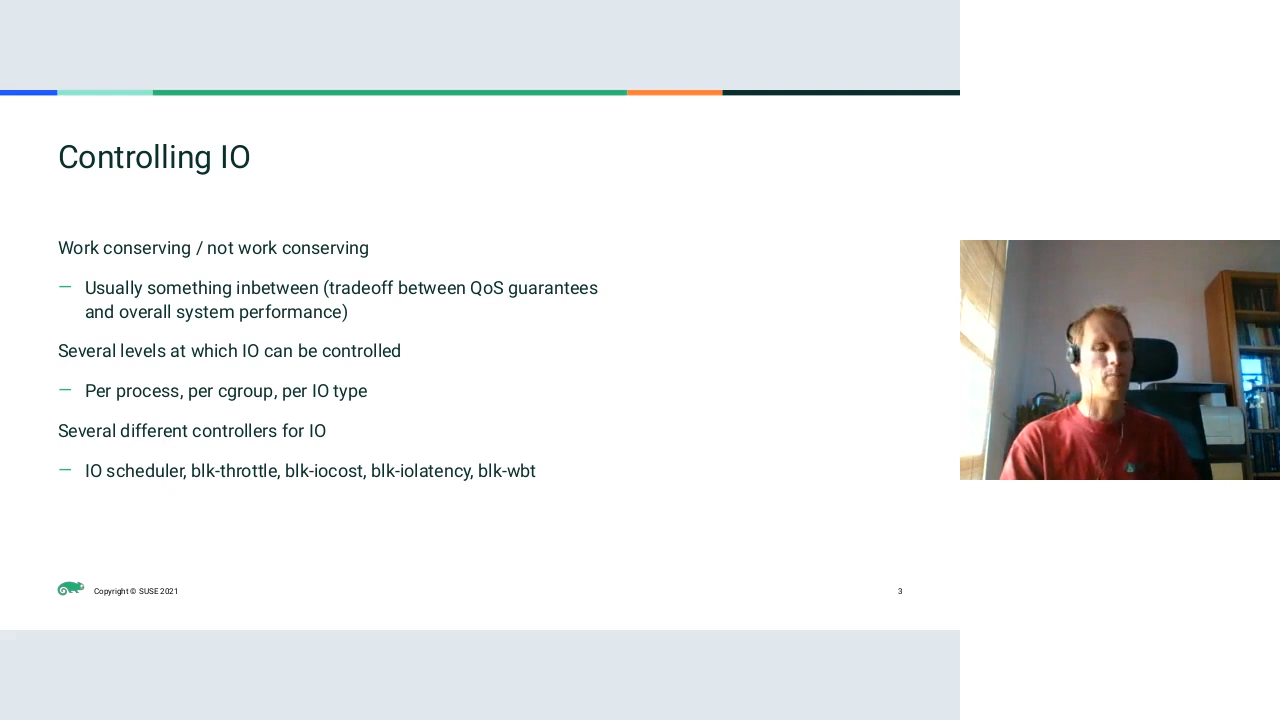 Controlling IO
Work conserving / not work conserving
— Usually something inbetween (tradeoff between QoS guarantees
and overall system performance)
Several levels at which IO can be controlled
— Per process, per cgroup, per IO type
Several different controllers for IO
— IO scheduler, blk-throttle, blk-iocost, blk-iolatency, blk-wbt
Copyright © SUSE 2021
3